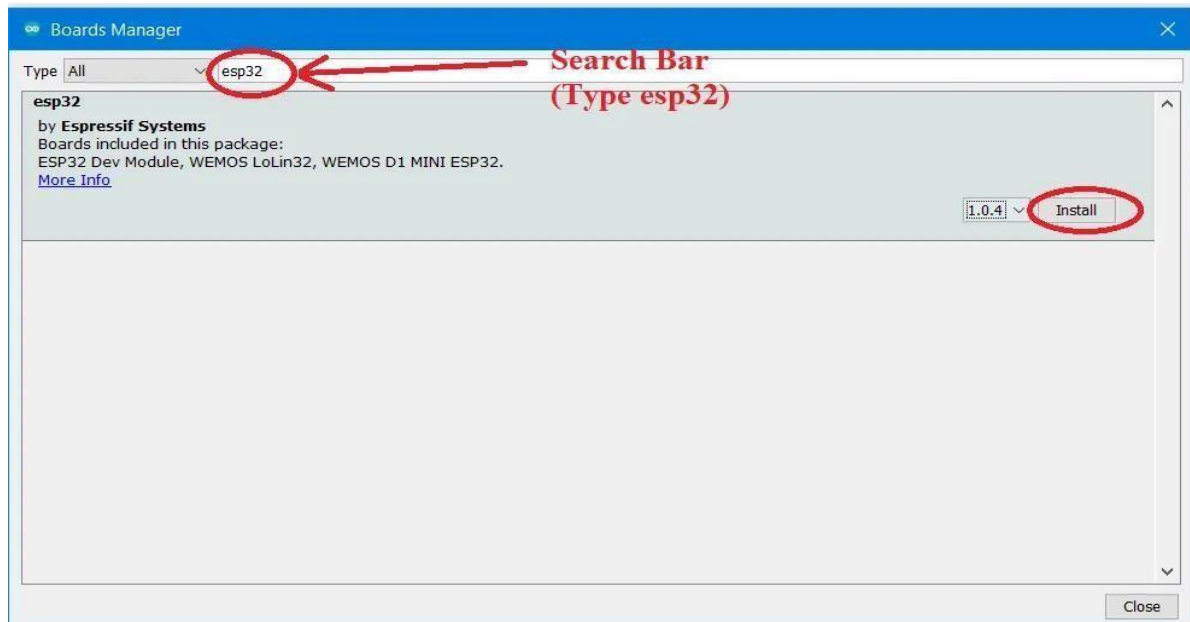 Boards Manager
Type All esp32
Search Bar
(Type esp32)
esp32
by Espressif Systems
Boards included in this package:
ESP32 Dev Module, WEMOS LoLin32, WEMOS D1 MINI ESP32.
More Info
1.0.4 Install
Close